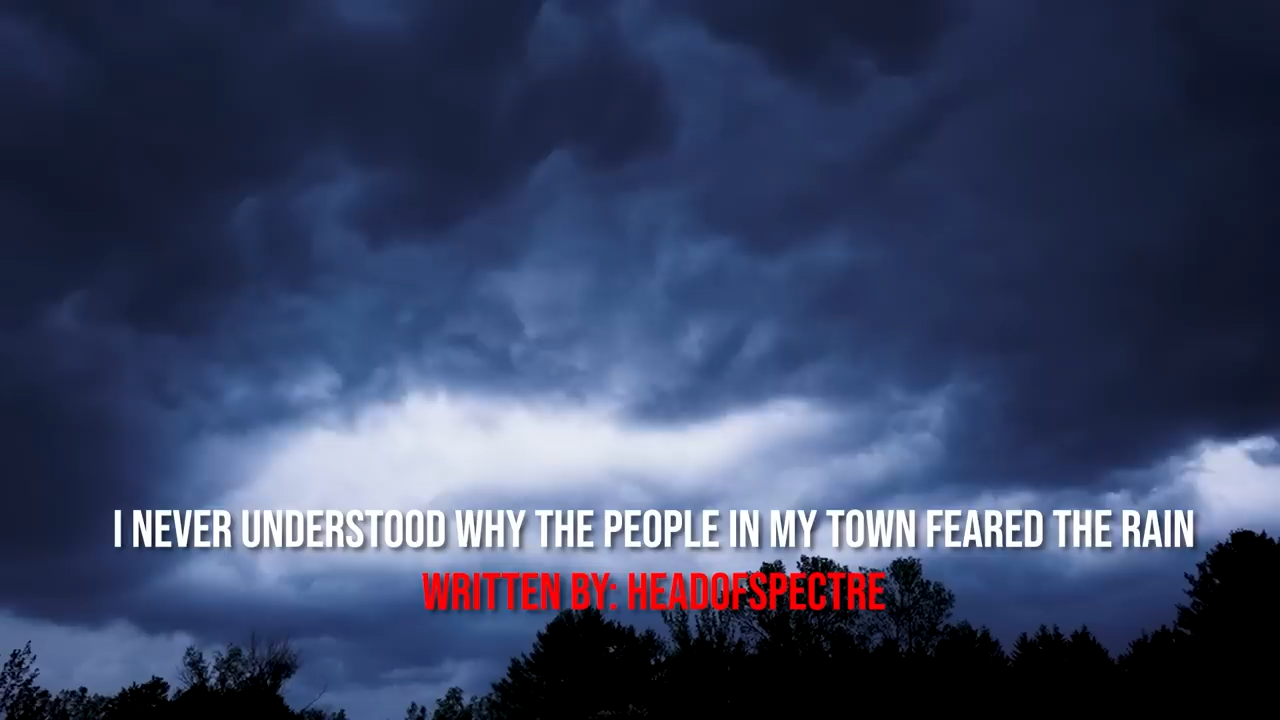 I NEVER UNDERSTOOD WHY THE PEOPLE IN MY TOWN FEARED THE RAIN
WRITTEN BY: HEADOFSPECTRE